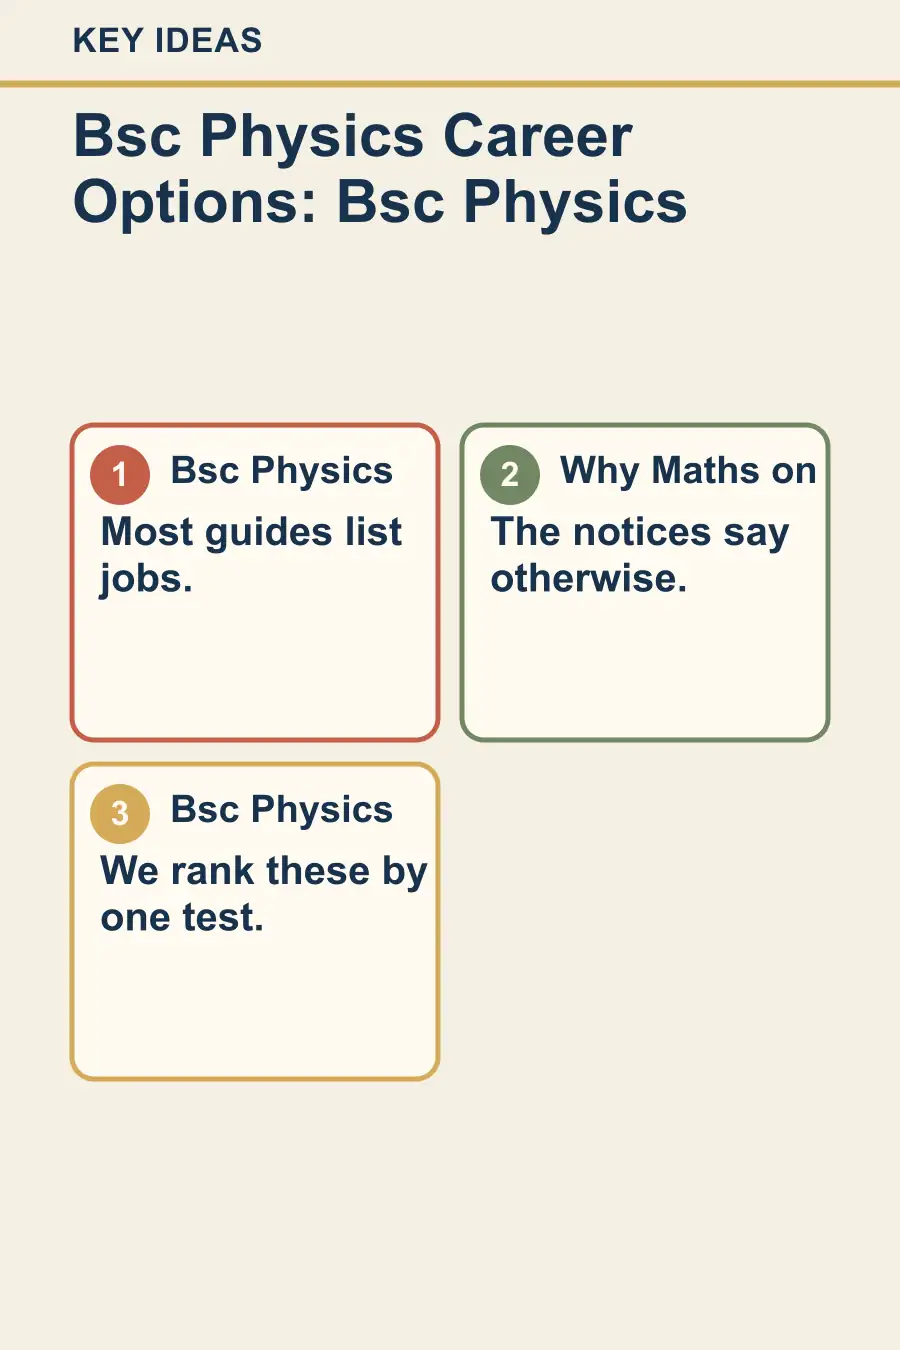 KEY IDEAS
Bsc Physics Career
Options: Bsc Physics
1 Bsc Physics
Most guides list
jobs.
2 Why Maths on
The notices say
otherwise.
3 Bsc Physics
We rank these by
one test.